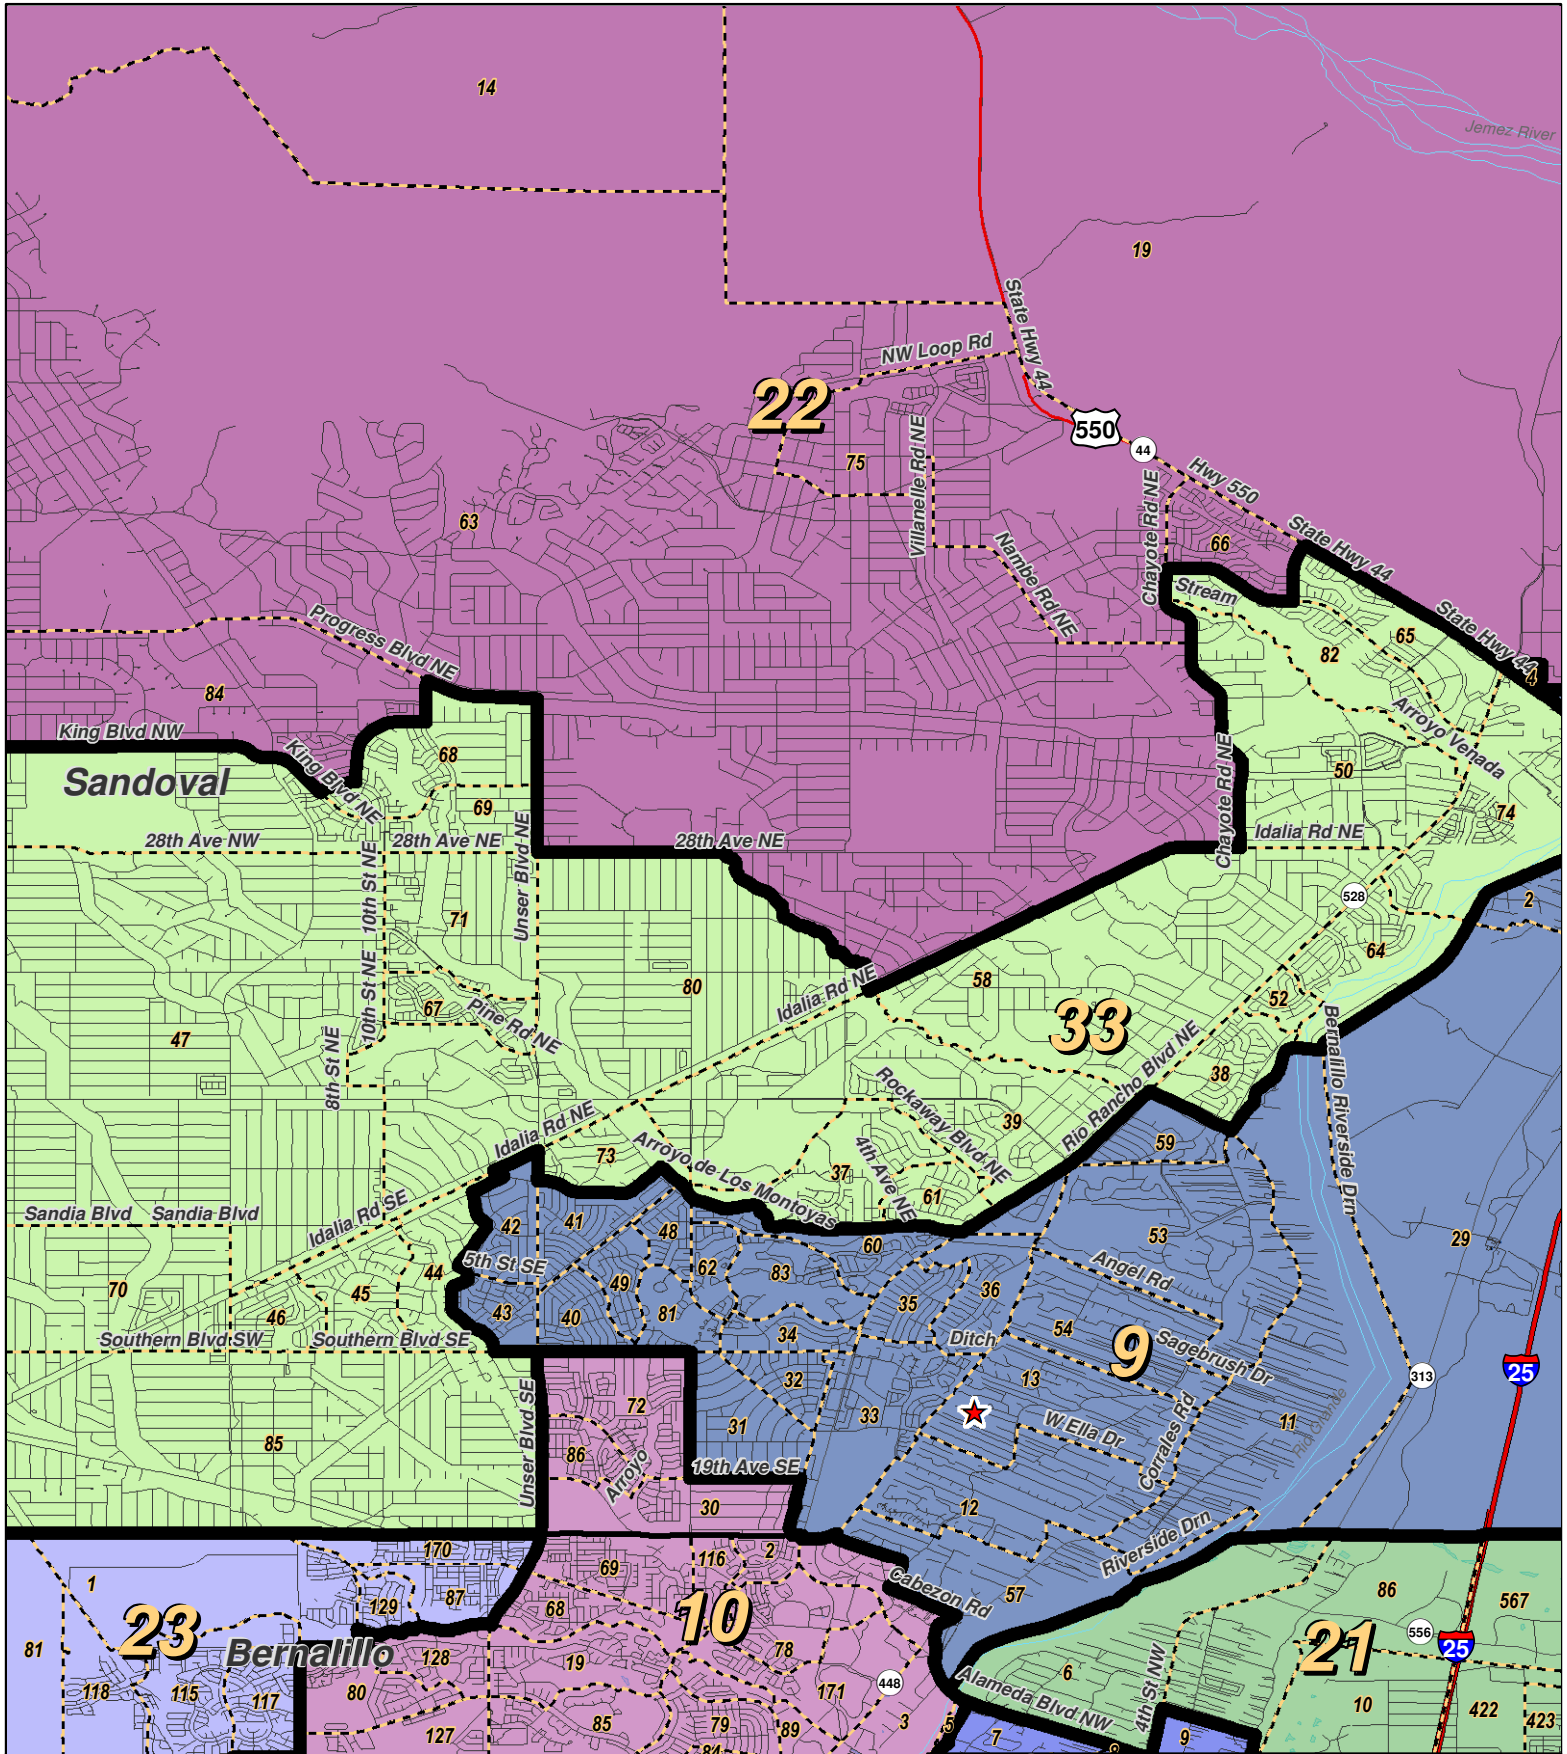 14
Jemez River
19
State Hwy 44
NW Loop Rd
22
550
44
75
Villanelle Rd NE
Hwy 550
Chayote Rd NE
63
State Hwy 44
66
Nambe Rd NE
Stream
Progress Blvd NE
65
State Hwy 44
82
4
84
Arroyo Venada
King Blvd NW
King Blvd NE
68
Sandoval
50
Chayote Rd NE
69
74
28th Ave NW
28th Ave NE
Unser Blvd NE
28th Ave NE
Idalia Rd NE
10th St NE
528
2
71
64
10th St NE
80
Idalia Rd NE
58
52
67
Pine Rd NE
33
Bernalillo Riverside Drn
47
8th St NE
Rio Rancho Blvd NE
38
Rockaway Blvd NE
39
Idalia Rd NE
59
73
Arroyo de Los Montoyas
37
4th Ave NE
61
Sandia Blvd
Sandia Blvd
Idalia Rd SE
42
41
48
60
53
29
5th St SE
44
62
83
Angel Rd
70
45
49
36
46
43
40
81
35
34
54
Ditch
9
Sagebrush Dr
Southern Blvd SW
Southern Blvd SE
313
25
32
13
72
33
11
W Ella Dr
Corrales Rd
Rio Grande
31
85
Unser Blvd SE
86
Arroyo
19th Ave SE
30
12
Riverside Drn
170
116
2
69
Cabezon Rd
57
1
129
87
68
86
567
23
10
21
556
25
81
Bernalillo
128
19
78
4th St NW
6
118
115
117
80
171
448
Alameda Blvd NW
10
422
423
127
85
79
89
3
5
7
9
84
8